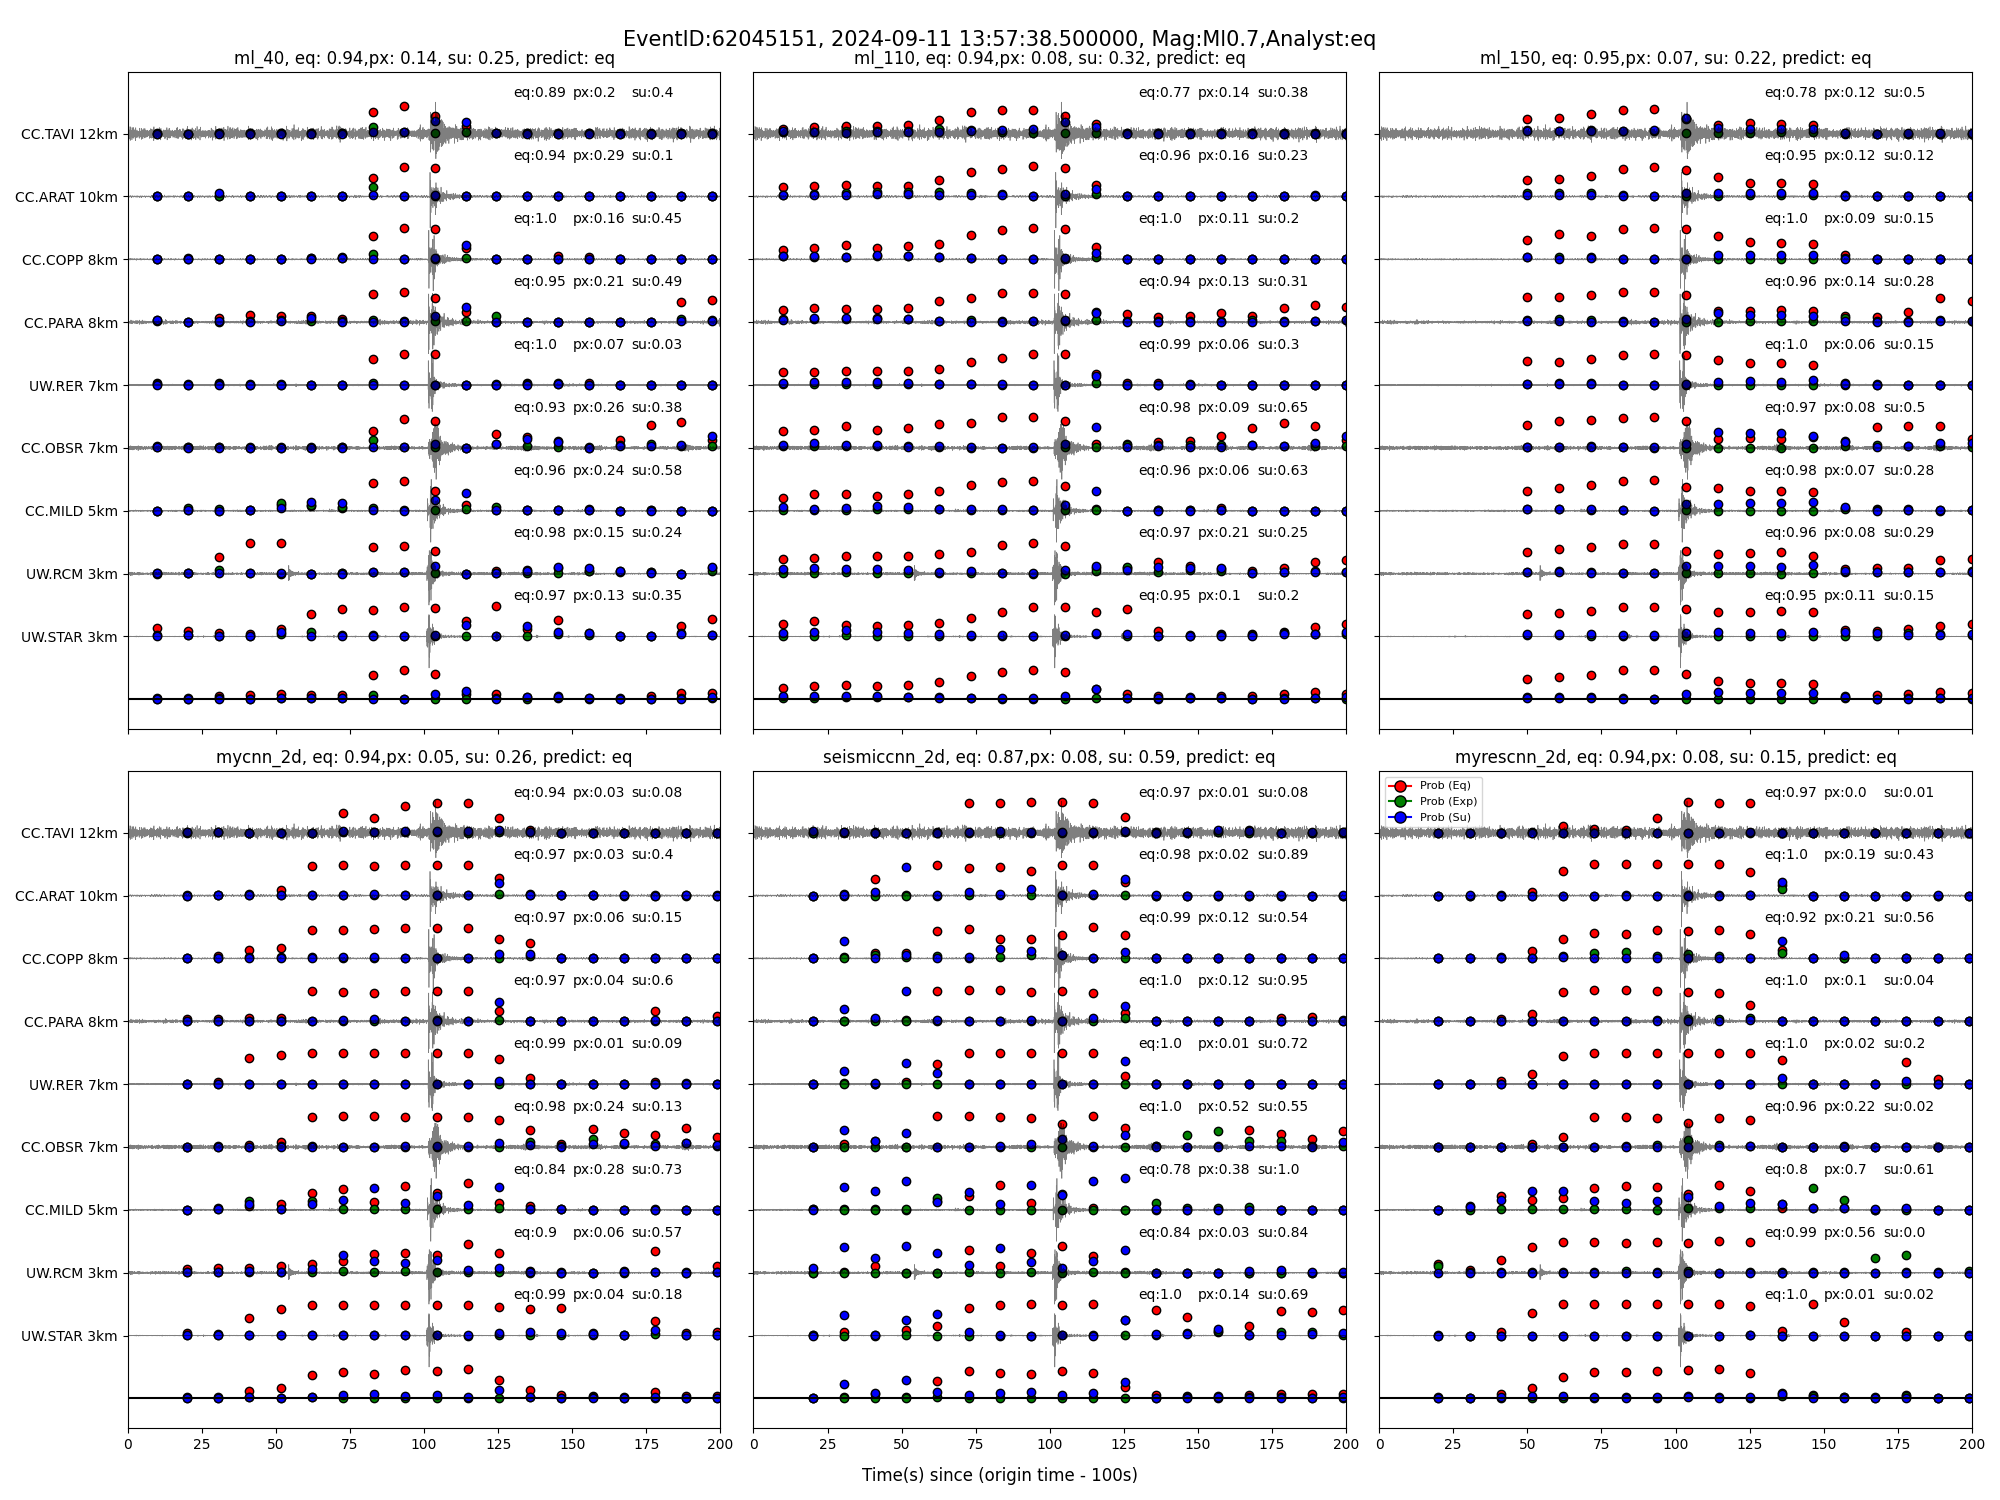 EventID:62045151, 2024-09-11 13:57:38.500000, Mag:Ml0.7,Analyst:eq
ml_40, eq: 0.94,px: 0.14, su: 0.25, predict: eq
CC.TAVI 12km
eq:0.89 px:0.2 su:0.4
CC.ARAT 10km
eq:0.94 px:0.29 su:0.1
CC.COPP 8km
eq:1.0 px:0.16 su:0.45
CC.PARA 8km
eq:0.95 px:0.21 su:0.49
UW.RER 7km
eq:1.0 px:0.07 su:0.03
CC.OBSR 7km
eq:0.93 px:0.26 su:0.38
CC.MILD 5km
eq:0.96 px:0.24 su:0.58
UW.RCM 3km
eq:0.98 px:0.15 su:0.24
UW.STAR 3km
eq:0.97 px:0.13 su:0.35
ml_110, eq: 0.94,px: 0.08, su: 0.32, predict: eq
eq:0.77 px:0.14 su:0.38
eq:0.96 px:0.16 su:0.23
eq:1.0 px:0.11 su:0.2
eq:0.94 px:0.13 su:0.31
eq:0.99 px:0.06 su:0.3
eq:0.98 px:0.09 su:0.65
eq:0.96 px:0.06 su:0.63
eq:0.97 px:0.21 su:0.25
eq:0.95 px:0.1 su:0.2
ml_150, eq: 0.95,px: 0.07, su: 0.22, predict: eq
eq:0.78 px:0.12 su:0.5
eq:0.95 px:0.12 su:0.12
eq:1.0 px:0.09 su:0.15
eq:0.96 px:0.14 su:0.28
eq:1.0 px:0.06 su:0.15
eq:0.97 px:0.08 su:0.5
eq:0.98 px:0.07 su:0.28
eq:0.96 px:0.08 su:0.29
eq:0.95 px:0.11 su:0.15
mycnn_2d, eq: 0.94,px: 0.05, su: 0.26, predict: eq
CC.TAVI 12km
eq:0.94 px:0.03 su:0.08
CC.ARAT 10km
eq:0.97 px:0.03 su:0.4
CC.COPP 8km
eq:0.97 px:0.06 su:0.15
CC.PARA 8km
eq:0.97 px:0.04 su:0.6
UW.RER 7km
eq:0.99 px:0.01 su:0.09
CC.OBSR 7km
eq:0.98 px:0.24 su:0.13
CC.MILD 5km
eq:0.84 px:0.28 su:0.73
UW.RCM 3km
eq:0.9 px:0.06 su:0.57
UW.STAR 3km
eq:0.99 px:0.04 su:0.18
0 25 50 75 100 125 150 175 200
seismiccnn_2d, eq: 0.87,px: 0.08, su: 0.59, predict: eq
eq:0.97 px:0.01 su:0.08
eq:0.98 px:0.02 su:0.89
eq:0.99 px:0.12 su:0.54
eq:1.0 px:0.12 su:0.95
eq:1.0 px:0.01 su:0.72
eq:1.0 px:0.52 su:0.55
eq:0.78 px:0.38 su:1.0
eq:0.84 px:0.03 su:0.84
eq:1.0 px:0.14 su:0.69
0 25 50 75 100 125 150 175 200
myrescnn_2d, eq: 0.94,px: 0.08, su: 0.15, predict: eq
Prob (Eq)
Prob (Exp)
Prob (Su)
eq:0.97 px:0.0 su:0.01
eq:1.0 px:0.19 su:0.43
eq:0.92 px:0.21 su:0.56
eq:1.0 px:0.1 su:0.04
eq:1.0 px:0.02 su:0.2
eq:0.96 px:0.22 su:0.02
eq:0.8 px:0.7 su:0.61
eq:0.99 px:0.56 su:0.0
eq:1.0 px:0.01 su:0.02
0 25 50 75 100 125 150 175 200
Time(s) since (origin time - 100s)